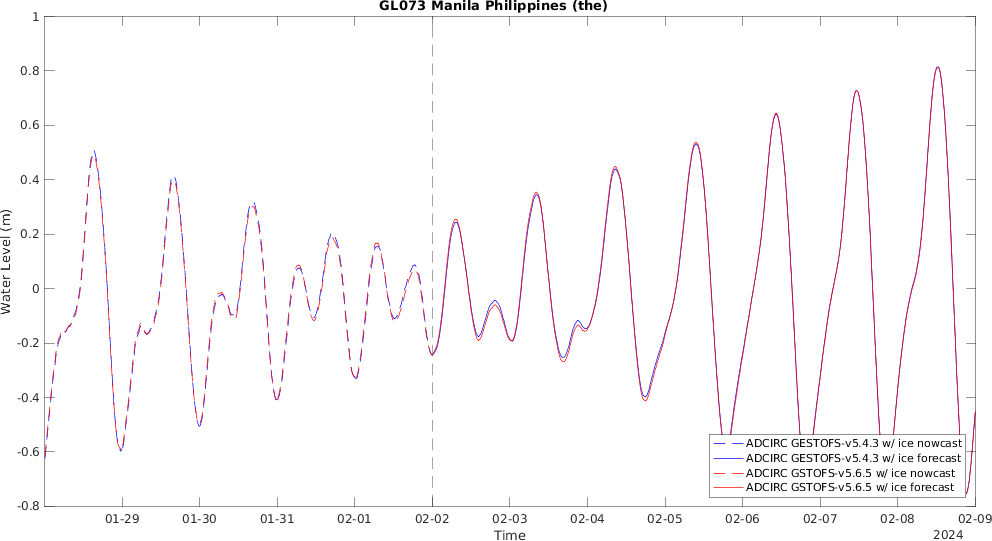 GL073 Manila Philippines (the)
Water Level (m)
1
0.8
0.6
0.4
0.2
0
-0.2
-0.4
-0.6
-0.8
ADCIRC GESTOFS-v5.4.3 w/ ice nowcast
ADCIRC GESTOFS-v5.4.3 w/ ice forecast
ADCIRC GSTOFS-v5.6.5 w/ ice nowcast
ADCIRC GSTOFS-v5.6.5 w/ ice forecast
01-29 01-30 01-31 02-01 02-02 02-03 02-04 02-05 02-06 02-07 02-08 02-09
Time
2024